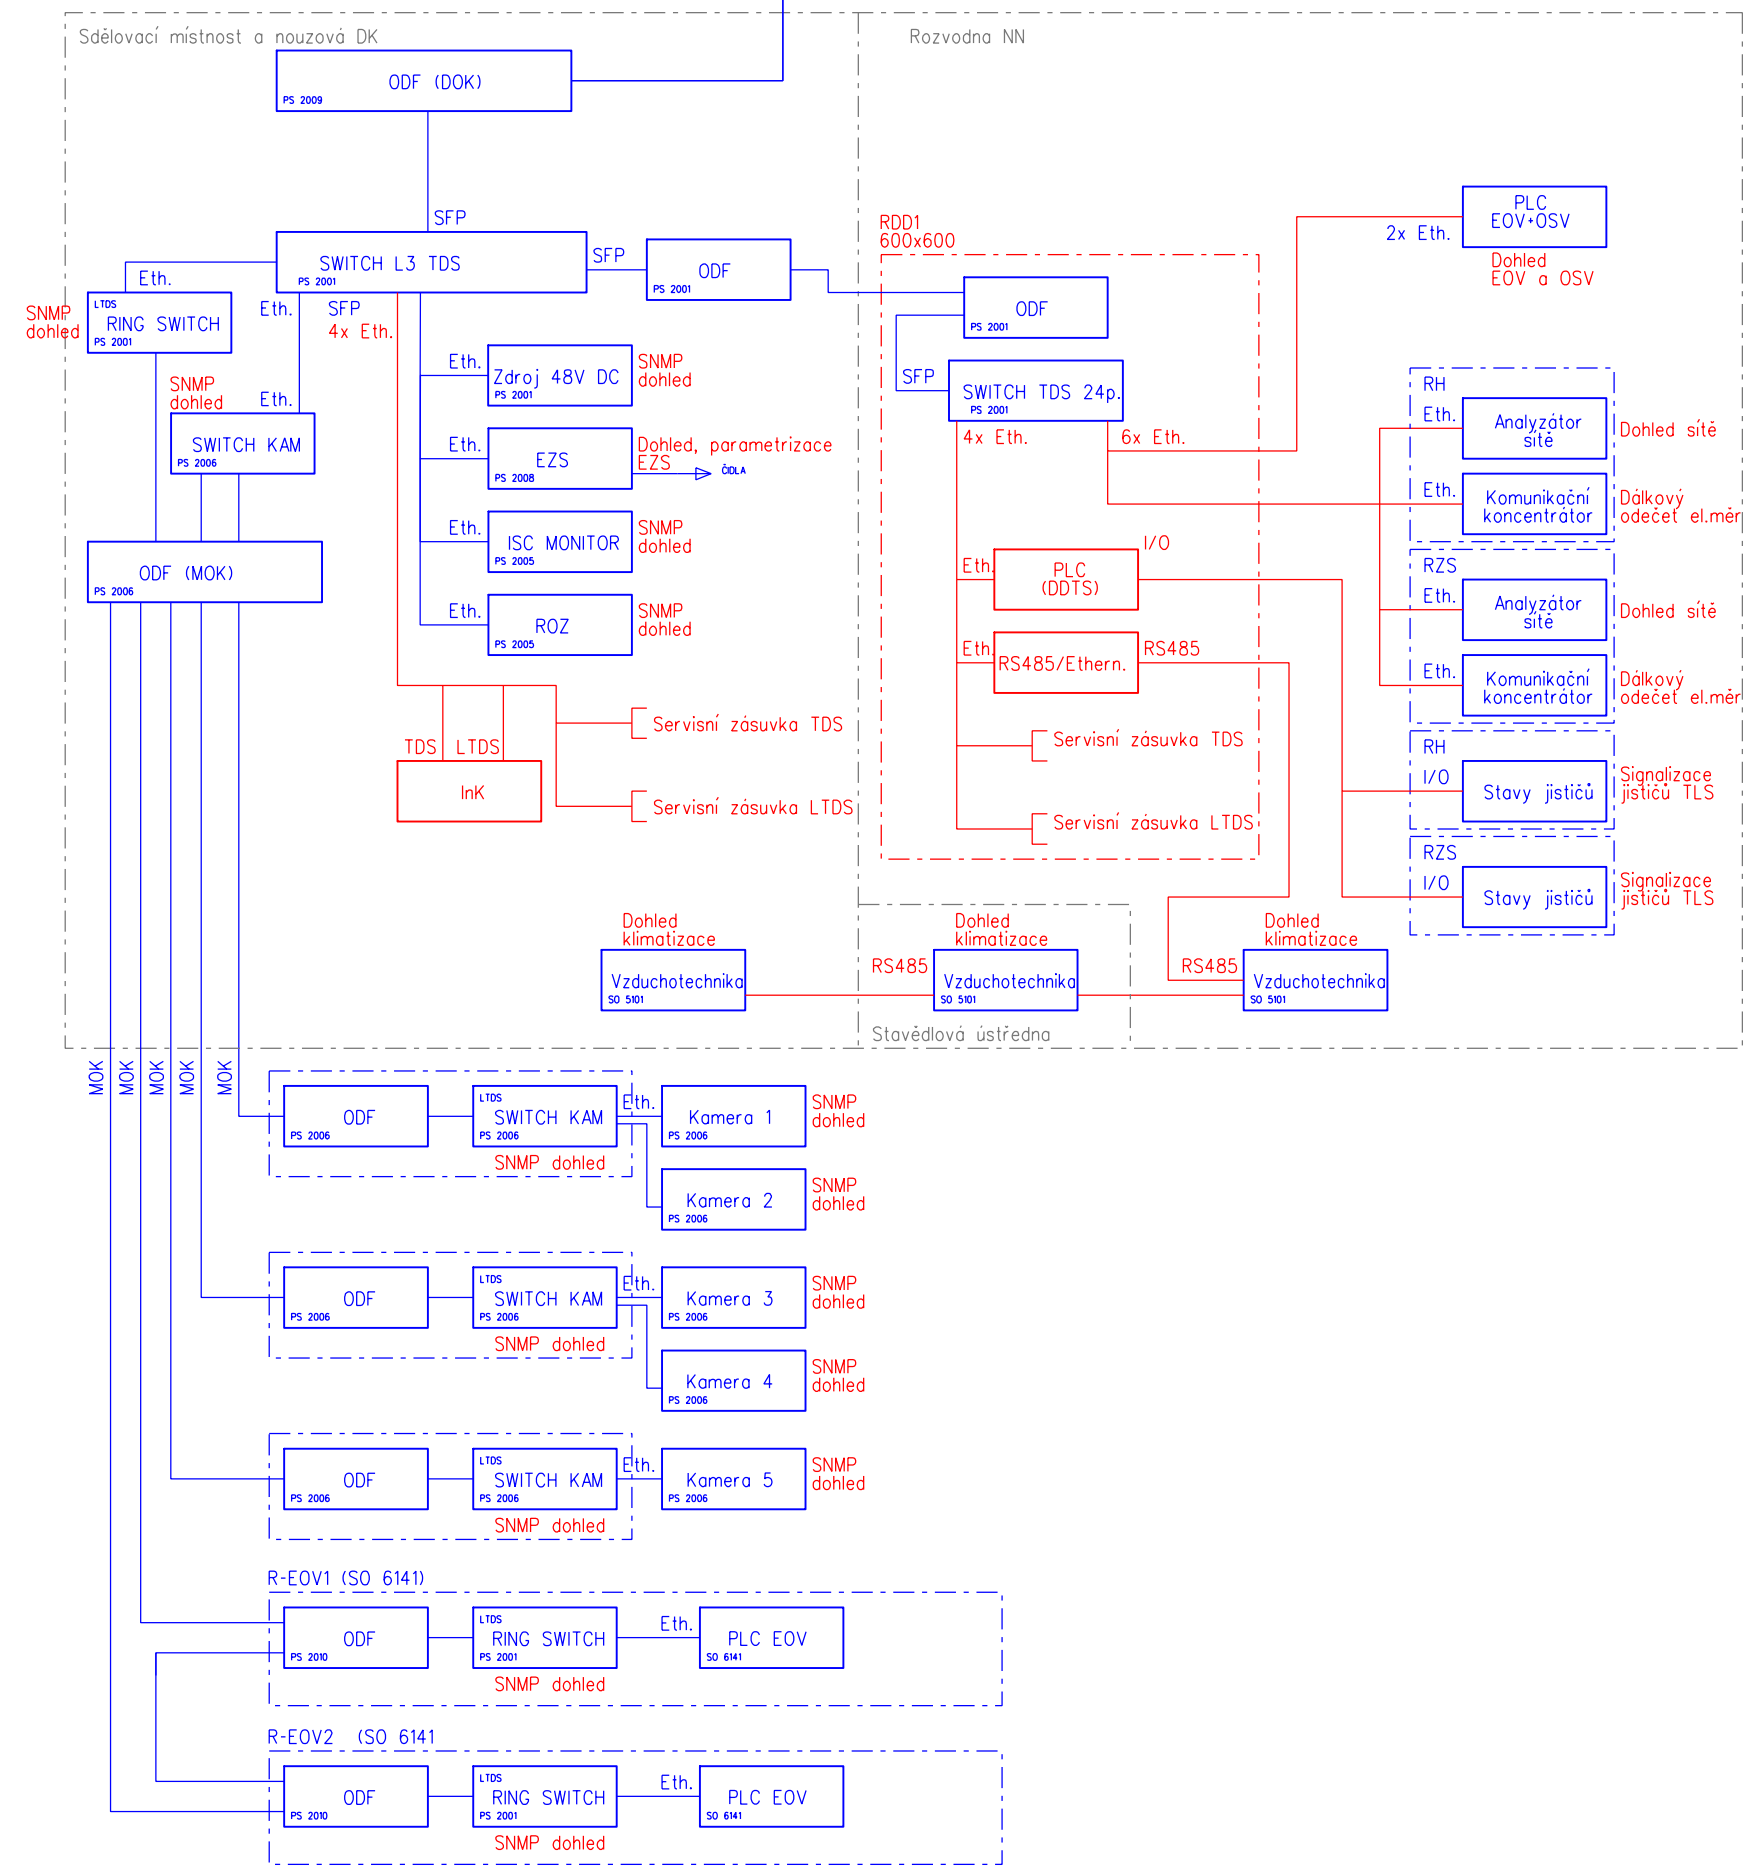 Sdělovací místnost a nouzová DK
Rozvodna NN
ODF (DOK)
PS 2009
SFP
SWITCH L3 TDS
PS 2001
SFP
ODF
PS 2001
Eth.
LTDS
RING SWITCH
PS 2001
SNMP
dohled
Eth.
SFP
4x Eth.
SNMP
dohled
Eth.
SWITCH KAM
PS 2006
ODF (MOK)
PS 2006
Eth.
Zdroj 48V DC
PS 2001
SNMP
dohled
Eth.
EZS
PS 2008
Dohled, parametrizace
EZS
ČIDLA
Eth.
ISC MONITOR
PS 2005
SNMP
dohled
Eth.
ROZ
PS 2005
SNMP
dohled
Servisní zásuvka TDS
TDS
LTDS
InK
Servisní zásuvka LTDS
RDD1
600x600
ODF
PS 2001
SFP
SWITCH TDS 24p.
PS 2001
4x Eth.
6x Eth.
Eth.
PLC
(DDTS)
I/O
Eth.
RS485/Ethern.
RS485
Servisní zásuvka TDS
Servisní zásuvka LTDS
PLC
EOV+OSV
2x Eth.
Dohled
EOV a OSV
RH
Eth.
Analyzátor
sítě
Dohled sítě
Eth.
Komunikační
koncentrátor
Dálkový
odečet el.měr
RZS
Eth.
Analyzátor
sítě
Dohled sítě
Eth.
Komunikační
koncentrátor
Dálkový
odečet el.měr
RH
I/O
Stavy jističů
Signalizace
jističů TLS
RZS
I/O
Stavy jističů
Signalizace
jističů TLS
Dohled
klimatizace
Vzduchotechnika
SO 5101
Dohled
klimatizace
RS485
Vzduchotechnika
SO 5101
Dohled
klimatizace
RS485
Vzduchotechnika
SO 5101
Stavědlová ústředna
MOK
MOK
MOK
MOK
MOK
ODF
PS 2006
LTDS
SWITCH KAM
PS 2006
SNMP dohled
Eth.
Kamera 1
PS 2006
SNMP
dohled
Kamera 2
PS 2006
SNMP
dohled
ODF
PS 2006
LTDS
SWITCH KAM
PS 2006
SNMP dohled
Eth.
Kamera 3
PS 2006
SNMP
dohled
Kamera 4
PS 2006
SNMP
dohled
ODF
PS 2006
LTDS
SWITCH KAM
PS 2006
SNMP dohled
Eth.
Kamera 5
PS 2006
SNMP
dohled
R-EOV1 (SO 6141)
ODF
PS 2010
LTDS
RING SWITCH
PS 2001
SNMP dohled
Eth.
PLC EOV
SO 6141
R-EOV2 (SO 6141
ODF
PS 2010
LTDS
RING SWITCH
PS 2001
SNMP dohled
Eth.
PLC EOV
SO 6141